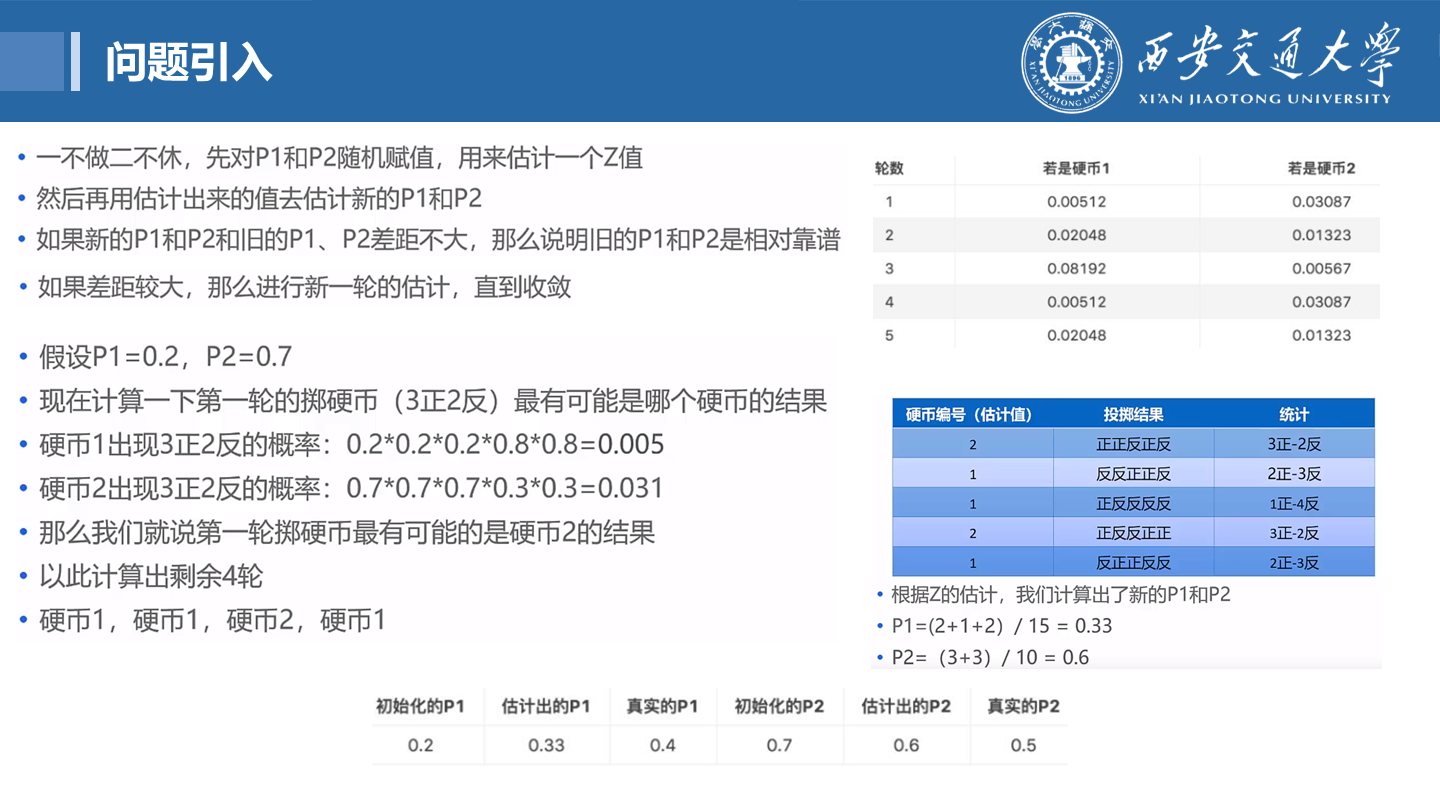 问题引入
西安交通大學
XI'AN JIAOTONG UNIVERSITY
1896
XI'AN JIAOTONG UNIVERSITY
• 一不做二不休，先对P1和P2随机赋值，用来估计一个Z值
• 然后再用估计出来的值去估计新的P1和P2
• 如果新的P1和P2和旧的P1、P2差距不大，那么说明旧的P1和P2是相对靠谱
• 如果差距较大，那么进行新一轮的估计，直到收敛
• 假设P1=0.2，P2=0.7
• 现在计算一下第一轮的掷硬币（3正2反）最有可能是哪个硬币的结果
• 硬币1出现3正2反的概率：0.2*0.2*0.2*0.8*0.8=0.005
• 硬币2出现3正2反的概率：0.7*0.7*0.7*0.3*0.3=0.031
• 那么我们就说第一轮掷硬币最有可能的是硬币2的结果
• 以此计算出剩余4轮
• 硬币1，硬币1，硬币2，硬币1
轮数 若是硬币1 若是硬币2
1 0.00512 0.03087
2 0.02048 0.01323
3 0.08192 0.00567
4 0.00512 0.03087
5 0.02048 0.01323
硬币编号（估计值） 投掷结果 统计
2 正正反正反 3正-2反
1 反反正正反 2正-3反
1 正反反反反 1正-4反
2 正反反正正 3正-2反
1 反正正反反 2正-3反
• 根据Z的估计，我们计算出了新的P1和P2
• P1=(2+1+2）/ 15 = 0.33
• P2=（3+3）/ 10 = 0.6
初始化的P1 估计出的P1 真实的P1 初始化的P2 估计出的P2 真实的P2
0.2 0.33 0.4 0.7 0.6 0.5